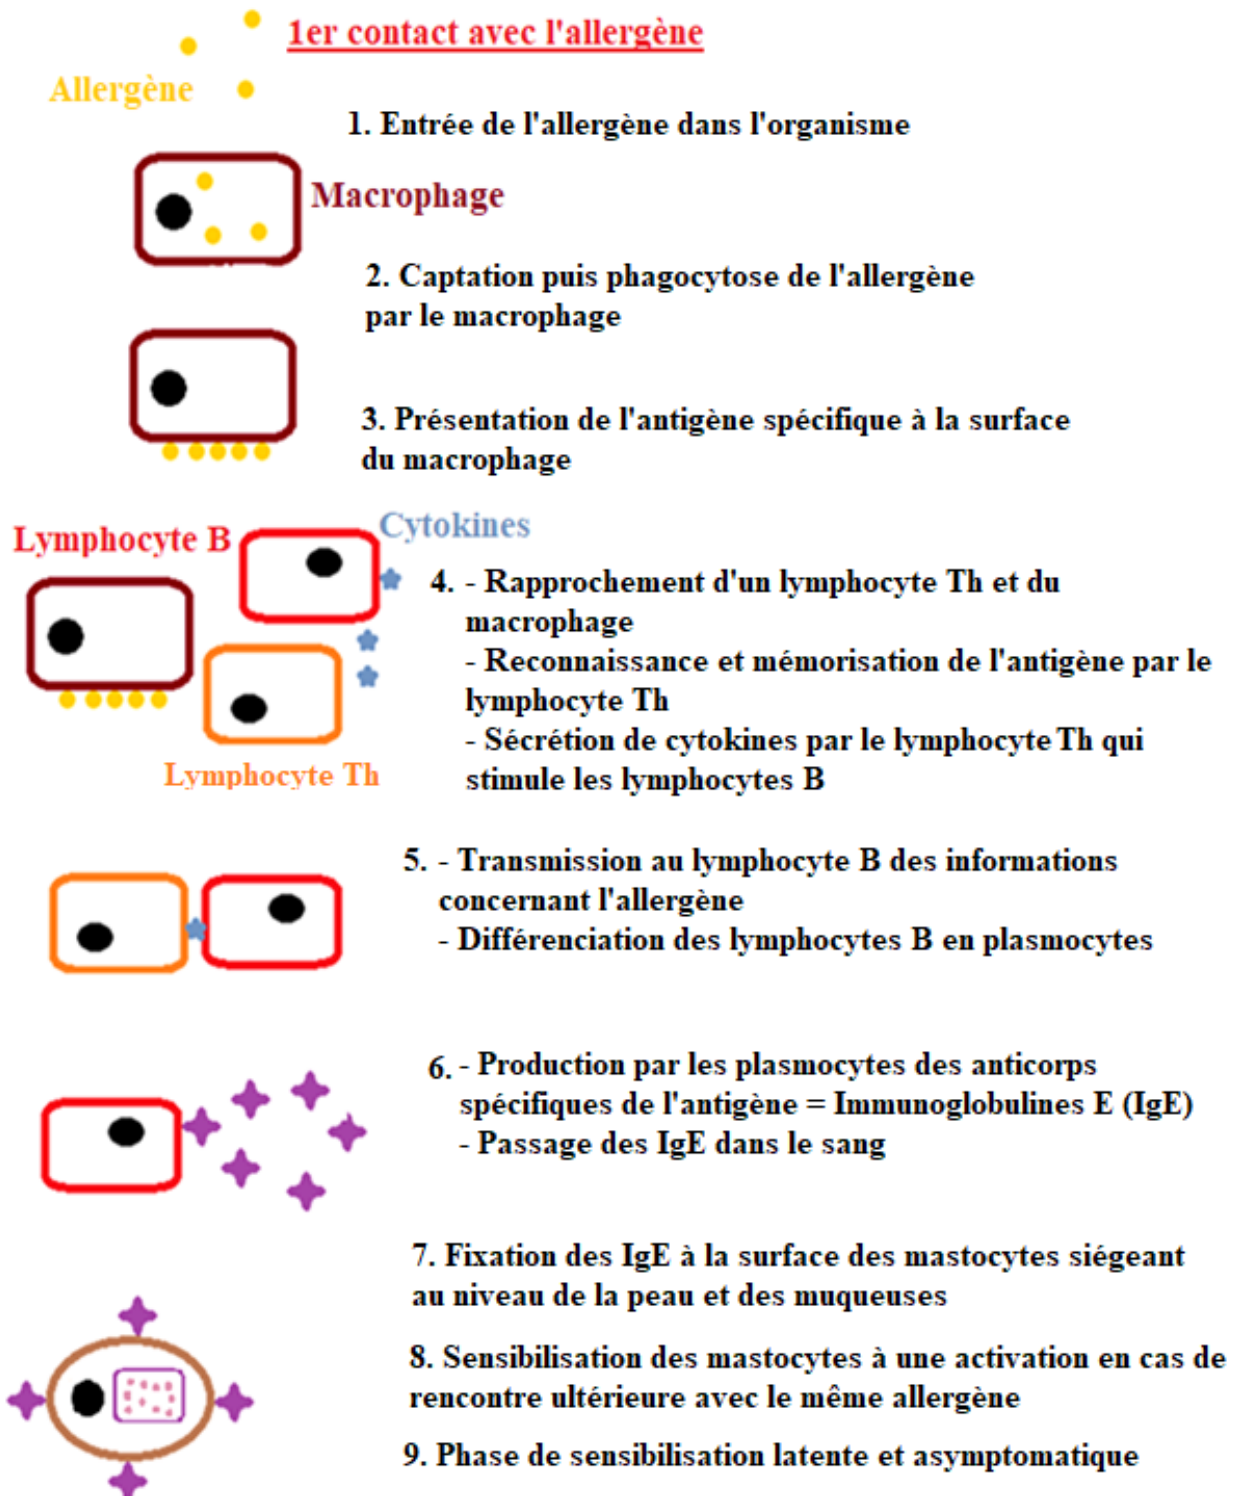 1er contact avec l'allergène
Allergène
1. Entrée de l'allergène dans l'organisme
Macrophage
2. Captation puis phagocytose de l'allergène
par le macrophage
3. Présentation de l'antigène spécifique à la surface
du macrophage
Lymphocyte B
Cytokines
4. - Rapprochement d'un lymphocyte Th et du
macrophage
- Reconnaissance et mémorisation de l'antigène par le
lymphocyte Th
- Sécrétion de cytokines par le lymphocyte Th qui
stimule les lymphocytes B
Lymphocyte Th
5. - Transmission au lymphocyte B des informations
concernant l'allergène
- Différenciation des lymphocytes B en plasmocytes
6. - Production par les plasmocytes des anticorps
spécifiques de l'antigène = Immunoglobulines E (IgE)
- Passage des IgE dans le sang
7. Fixation des IgE à la surface des mastocytes siégeant
au niveau de la peau et des muqueuses
8. Sensibilisation des mastocytes à une activation en cas de
rencontre ultérieure avec le même allergène
9. Phase de sensibilisation latente et asymptomatique